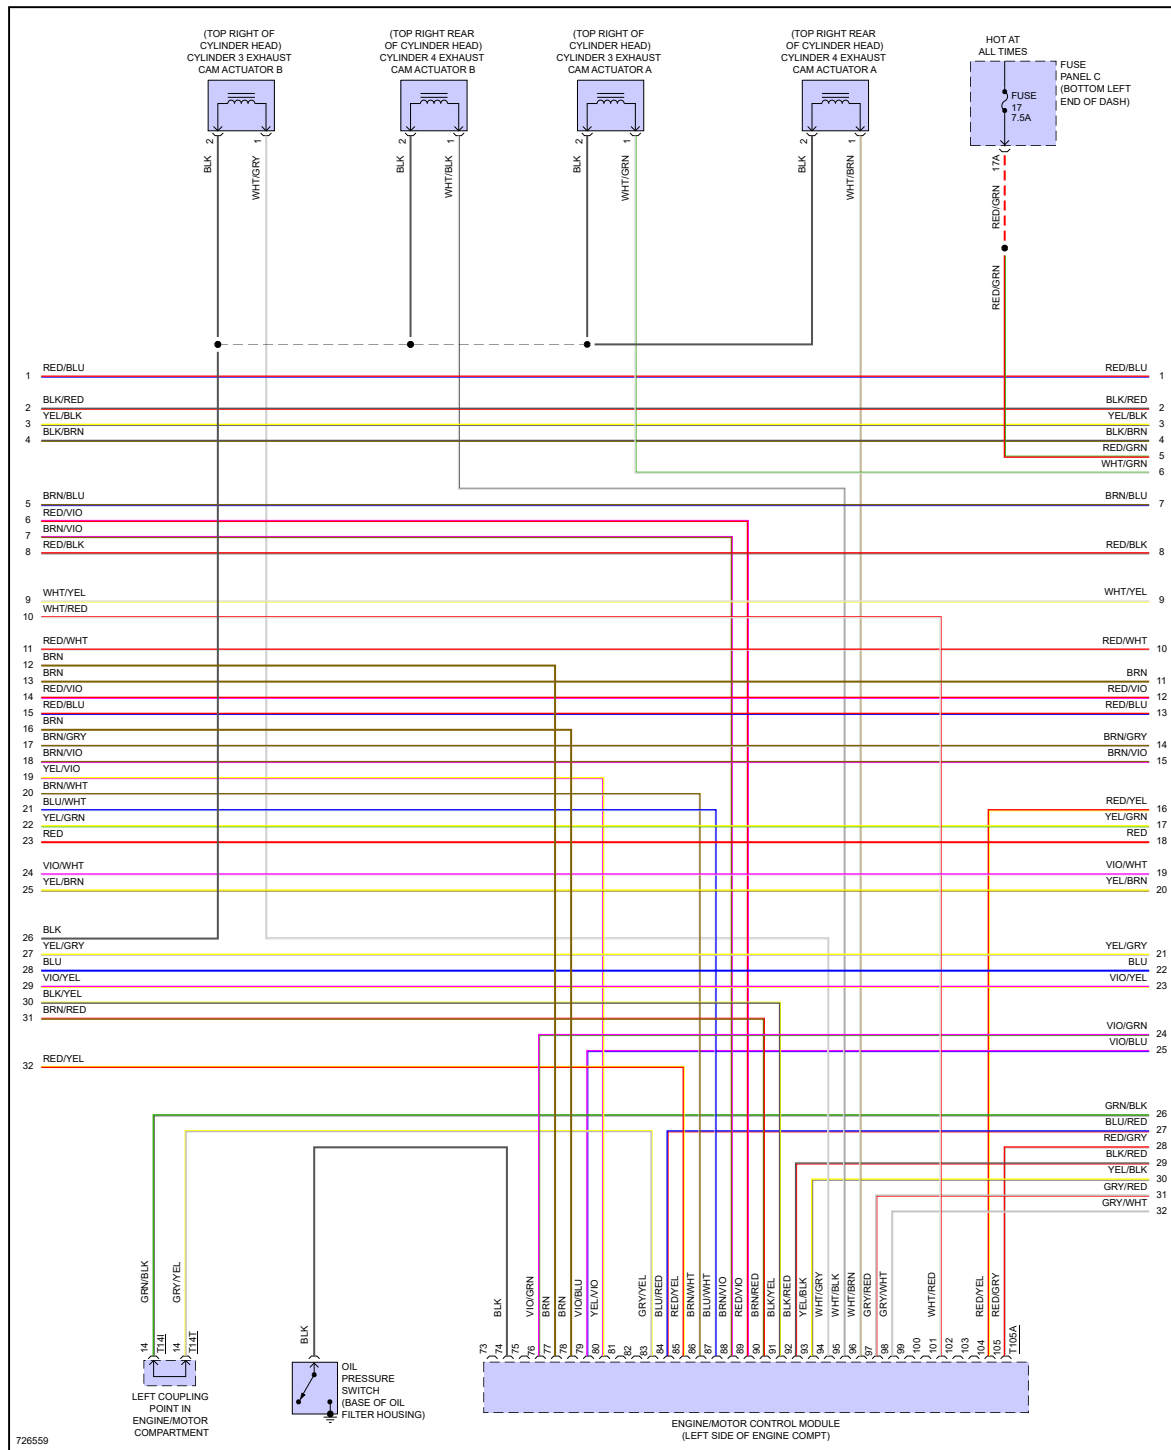 (TOP RIGHT OF
CYLINDER HEAD)
CYLINDER 3 EXHAUST
CAM ACTUATOR B
(TOP RIGHT REAR
OF CYLINDER HEAD)
CYLINDER 4 EXHAUST
CAM ACTUATOR B
(TOP RIGHT OF
CYLINDER HEAD)
CYLINDER 3 EXHAUST
CAM ACTUATOR A
(TOP RIGHT REAR
OF CYLINDER HEAD)
CYLINDER 4 EXHAUST
CAM ACTUATOR A
HOT AT
ALL TIMES
FUSE
PANEL C
(BOTTOM LEFT
END OF DASH)
FUSE
17
7.5A
2
1
2
1
2
1
2
1
17A
BLK
WHT/GRY
BLK
WHT/BLK
BLK
WHT/GRN
BLK
WHT/BRN
RED/GRN
RED/GRN
1 RED/BLU
RED/BLU 1
2 BLK/RED
BLK/RED 2
3 YEL/BLK
YEL/BLK 3
4 BLK/BRN
BLK/BRN 4
RED/GRN 5
WHT/GRN 6
5 BRN/BLU
BRN/BLU 7
6 RED/VIO
7 BRN/VIO
8 RED/BLK
RED/BLK 8
9 WHT/YEL
WHT/YEL 9
10 WHT/RED
11 RED/WHT
RED/WHT 10
12 BRN
13 BRN
BRN 11
14 RED/VIO
RED/VIO 12
15 RED/BLU
RED/BLU 13
16 BRN
17 BRN/GRY
BRN/GRY 14
18 BRN/VIO
BRN/VIO 15
19 YEL/VIO
20 BRN/WHT
21 BLU/WHT
RED/YEL 16
22 YEL/GRN
YEL/GRN 17
23 RED
RED 18
24 VIO/WHT
VIO/WHT 19
25 YEL/BRN
YEL/BRN 20
26 BLK
27 YEL/GRY
YEL/GRY 21
28 BLU
BLU 22
29 VIO/YEL
VIO/YEL 23
30 BLK/YEL
31 BRN/RED
VIO/GRN 24
VIO/BLU 25
32 RED/YEL
GRN/BLK 26
BLU/RED 27
RED/GRY 28
BLK/RED 29
YEL/BLK 30
GRY/RED 31
GRY/WHT 32
GRN/BLK
GRY/YEL
BLK
BLK
VIO/GRN
BRN
BRN
VIO/BLU
YEL/VIO
GRY/YEL
BLU/RED
RED/YEL
BRN/WHT
BLU/WHT
BRN/VIO
RED/VIO
BRN/RED
BLK/YEL
BLK/RED
YEL/BLK
WHT/GRY
WHT/BLK
WHT/BRN
GRY/RED
GRY/WHT
WHT/RED
RED/YEL
RED/GRY
14
T14I
14
T14T
73
74
75
76
77
78
79
80
81
82
83
84
85
86
87
88
89
90
91
92
93
94
95
96
97
98
99
100
101
102
103
104
105
T105A
LEFT COUPLING
POINT IN
ENGINE/MOTOR
COMPARTMENT
OIL
PRESSURE
SWITCH
(BASE OF OIL
FILTER HOUSING)
ENGINE/MOTOR CONTROL MODULE
(LEFT SIDE OF ENGINE COMPT)
726559